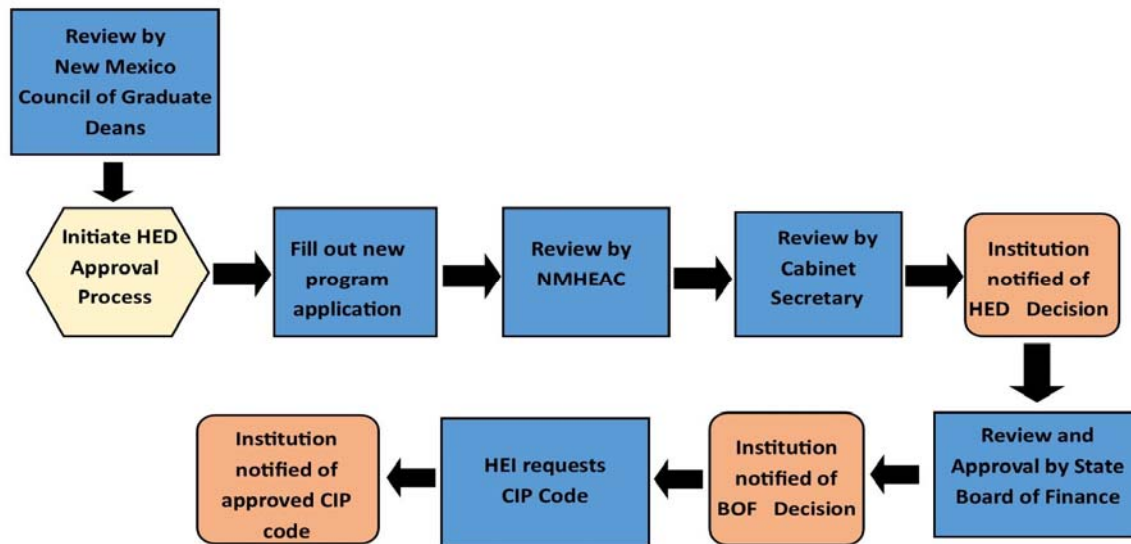 Review by
New Mexico
Council of Graduate
Deans
Initiate HED
Approval
Process
Fill out new
program
application
Review by
NMHEAC
Review by
Cabinet
Secretary
Institution
notified of
HED Decision
Review and
Approval by State
Board of Finance
Institution
notified of
BOF Decision
HEI requests
CIP Code
Institution
notified of
approved CIP
code